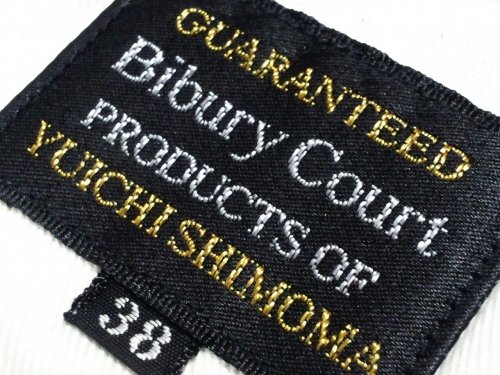 GUARANTEED
Bibury Court
PRODUCTS OF
YUICHI SHIMOMA
38